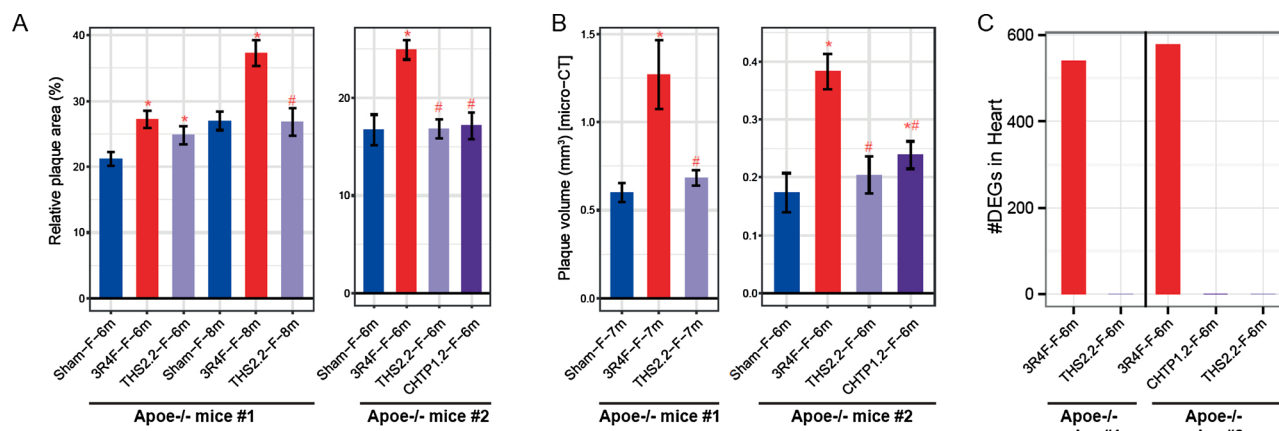 A
Relative plaque area (%)
40
30
20
10
0
*
*
*
#
Sham−F−6m
3R4F−F−6m
THS2.2−F−6m
Sham−F−8m
3R4F−F−8m
THS2.2−F−8m
Apoe-/- mice #1
20
10
0
*
#
#
Sham−F−6m
3R4F−F−6m
THS2.2−F−6m
CHTP1.2−F−6m
Apoe-/- mice #2
B
Plaque volume (mm³) [micro−CT]
1.5
1.0
0.5
0.0
*
#
Sham−F−7m
3R4F−F−7m
THS2.2−F−7m
Apoe-/- mice #1
0.4
0.3
0.2
0.1
0.0
*
#
*#
Sham−F−6m
3R4F−F−6m
THS2.2−F−6m
CHTP1.2−F−6m
Apoe-/- mice #2
C
#DEGs in Heart
600
400
200
0
3R4F−F−6m
THS2.2−F−6m
Apoe-/-
3R4F−F−6m
CHTP1.2−F−6m
THS2.2−F−6m
Apoe-/-